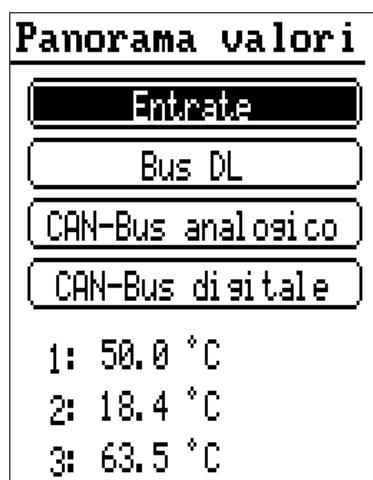 Panorama valori
Entrate
Bus DL
CAN-Bus analogico
CAN-Bus digitale
1: 50.0 °C
2: 18.4 °C
3: 63.5 °C